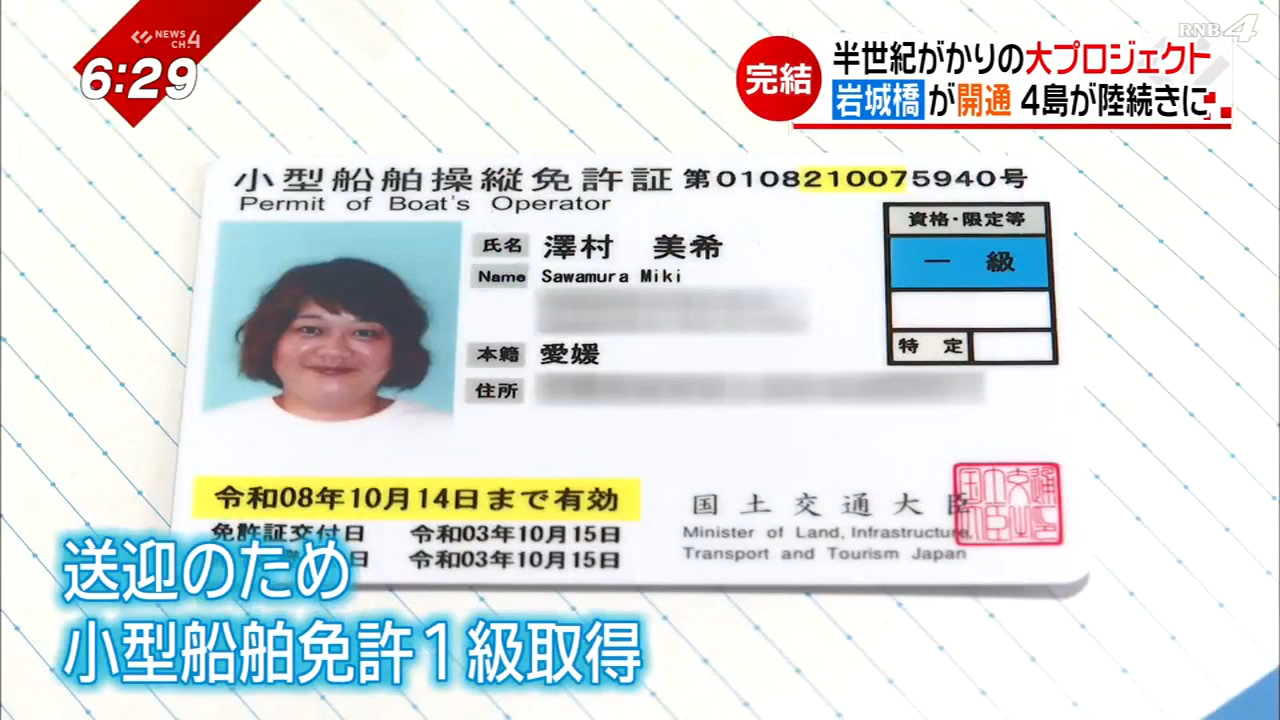 NEWS
CH.4
6:29
RNB4
完結
半世紀がかりの大プロジェクト
岩城橋が開通 4島が陸続きに
小型船舶操縦免許証 第0108210075940号
Permit of Boat's Operator
資格・限定等
一 級
特 定
氏名 澤村 美希
Name Sawamura Miki
本籍 愛媛
住所
令和08年10月14日まで有効
免許証交付日 令和03年10月15日
日 令和03年10月15日
国土交通大臣
Minister of Land, Infrastructure,
Transport and Tourism Japan
送迎のため
小型船舶免許1級取得